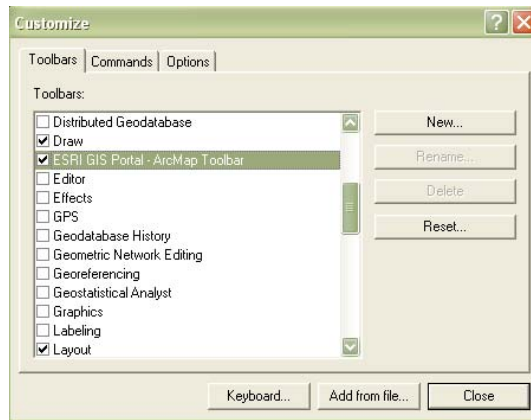 Customize
Toolbars Commands Options
Toolbars:
Distributed Geodatabase
Draw
ESRI GIS Portal - ArcMap Toolbar
Editor
Effects
GPS
Geodatabase History
Geometric Network Editing
Georeferencing
Geostatistical Analyst
Graphics
Labeling
Layout
New...
Rename...
Delete
Reset...
Keyboard... Add from file... Close